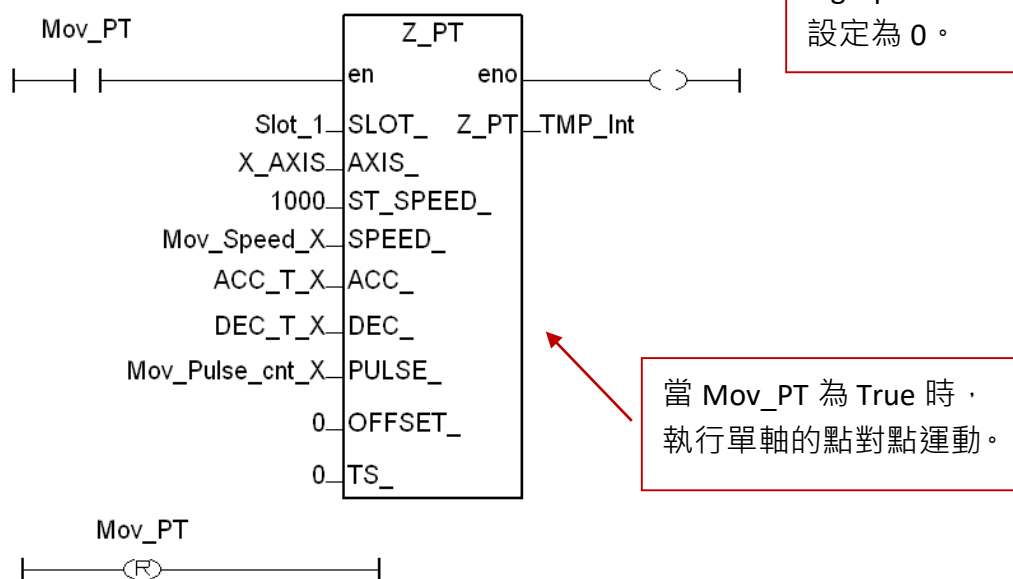 設定為 0。
Mov_PT
Z_PT
en eno
Slot_1 SLOT_ Z_PT TMP_Int
X_AXIS AXIS_
1000 ST_SPEED_
Mov_Speed_X SPEED_
ACC_T_X ACC_
DEC_T_X DEC_
Mov_Pulse_cnt_X PULSE_
0 OFFSET_
0 TS_
當 Mov_PT 為 True 時，
執行單軸的點對點運動。
Mov_PT
R